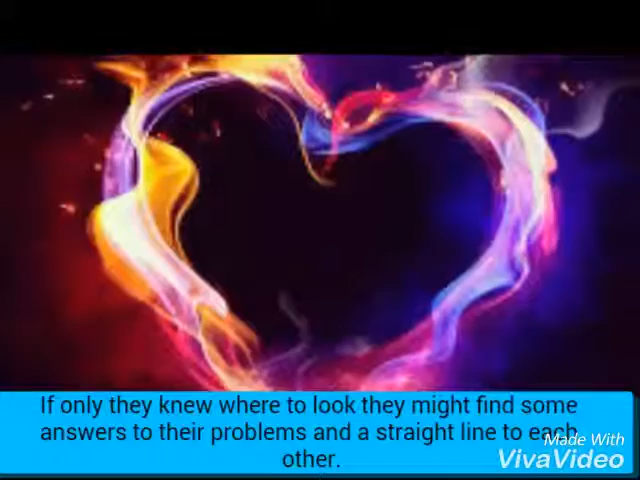 If only they knew where to look they might find some
answers to their problems and a straight line to each
other.
Made With
VivaVideo